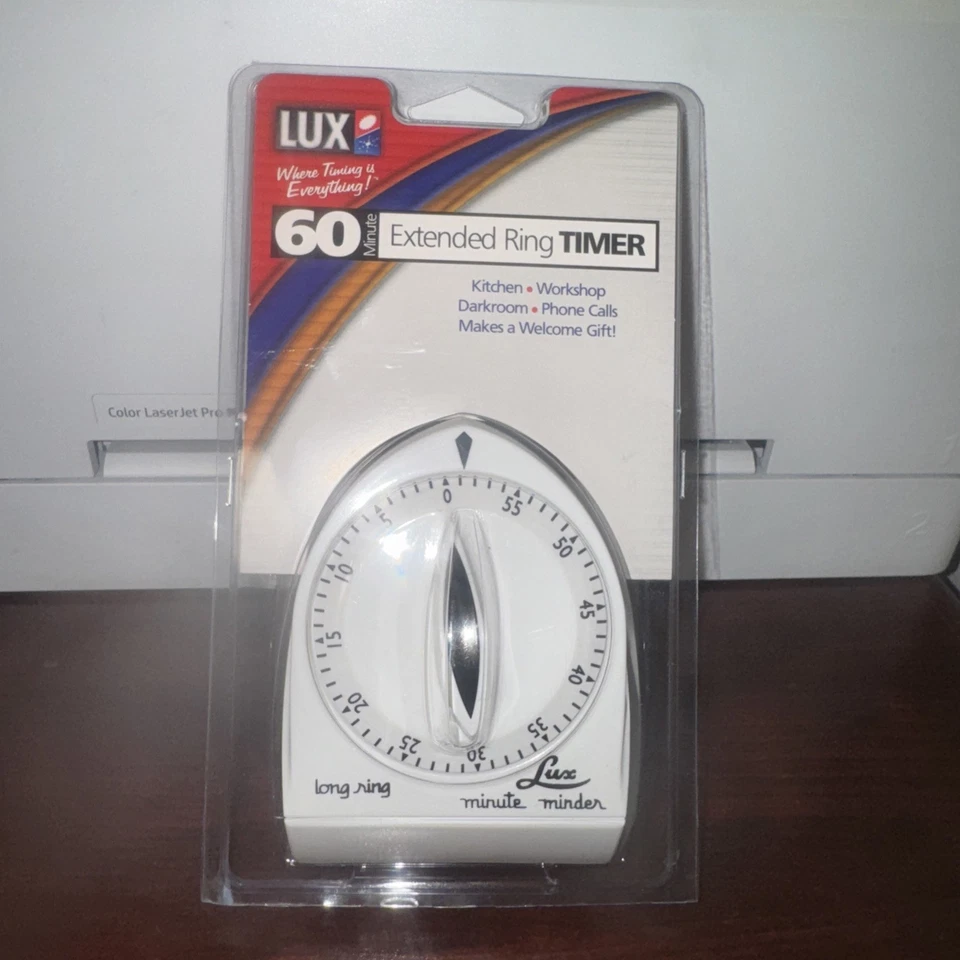 LUX
Where Timing is
Everything!™
60 Minute Extended Ring TIMER
Kitchen • Workshop
Darkroom • Phone Calls
Makes a Welcome Gift!
Color LaserJet Pro
0
55
5
50
10
45
15
40
20
35
25
30
long ring
Lux
minute minder